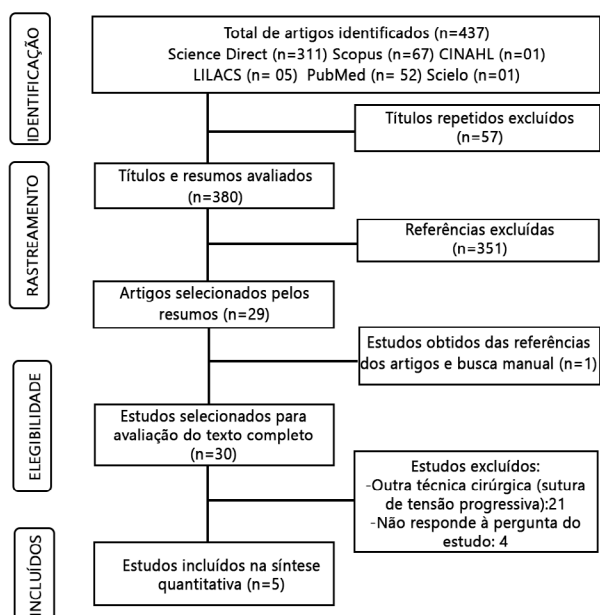 IDENTIFICAÇÃO
Total de artigos identificados (n=437)
Science Direct (n=311) Scopus (n=67) CINAHL (n=01)
LILACS (n= 05) PubMed (n= 52) Scielo (n=01)
Títulos repetidos excluídos
(n=57)
RASTREAMENTO
Títulos e resumos avaliados
(n=380)
Referências excluídas
(n=351)
Artigos selecionados pelos
resumos (n=29)
Estudos obtidos das referências
dos artigos e busca manual (n=1)
ELEGIBILIDADE
Estudos selecionados para
avaliação do texto completo
(n=30)
Estudos excluídos:
-Outra técnica cirúrgica (sutura
de tensão progressiva):21
-Não responde à pergunta do
estudo: 4
INCLUÍDOS
Estudos incluídos na síntese
quantitativa (n=5)